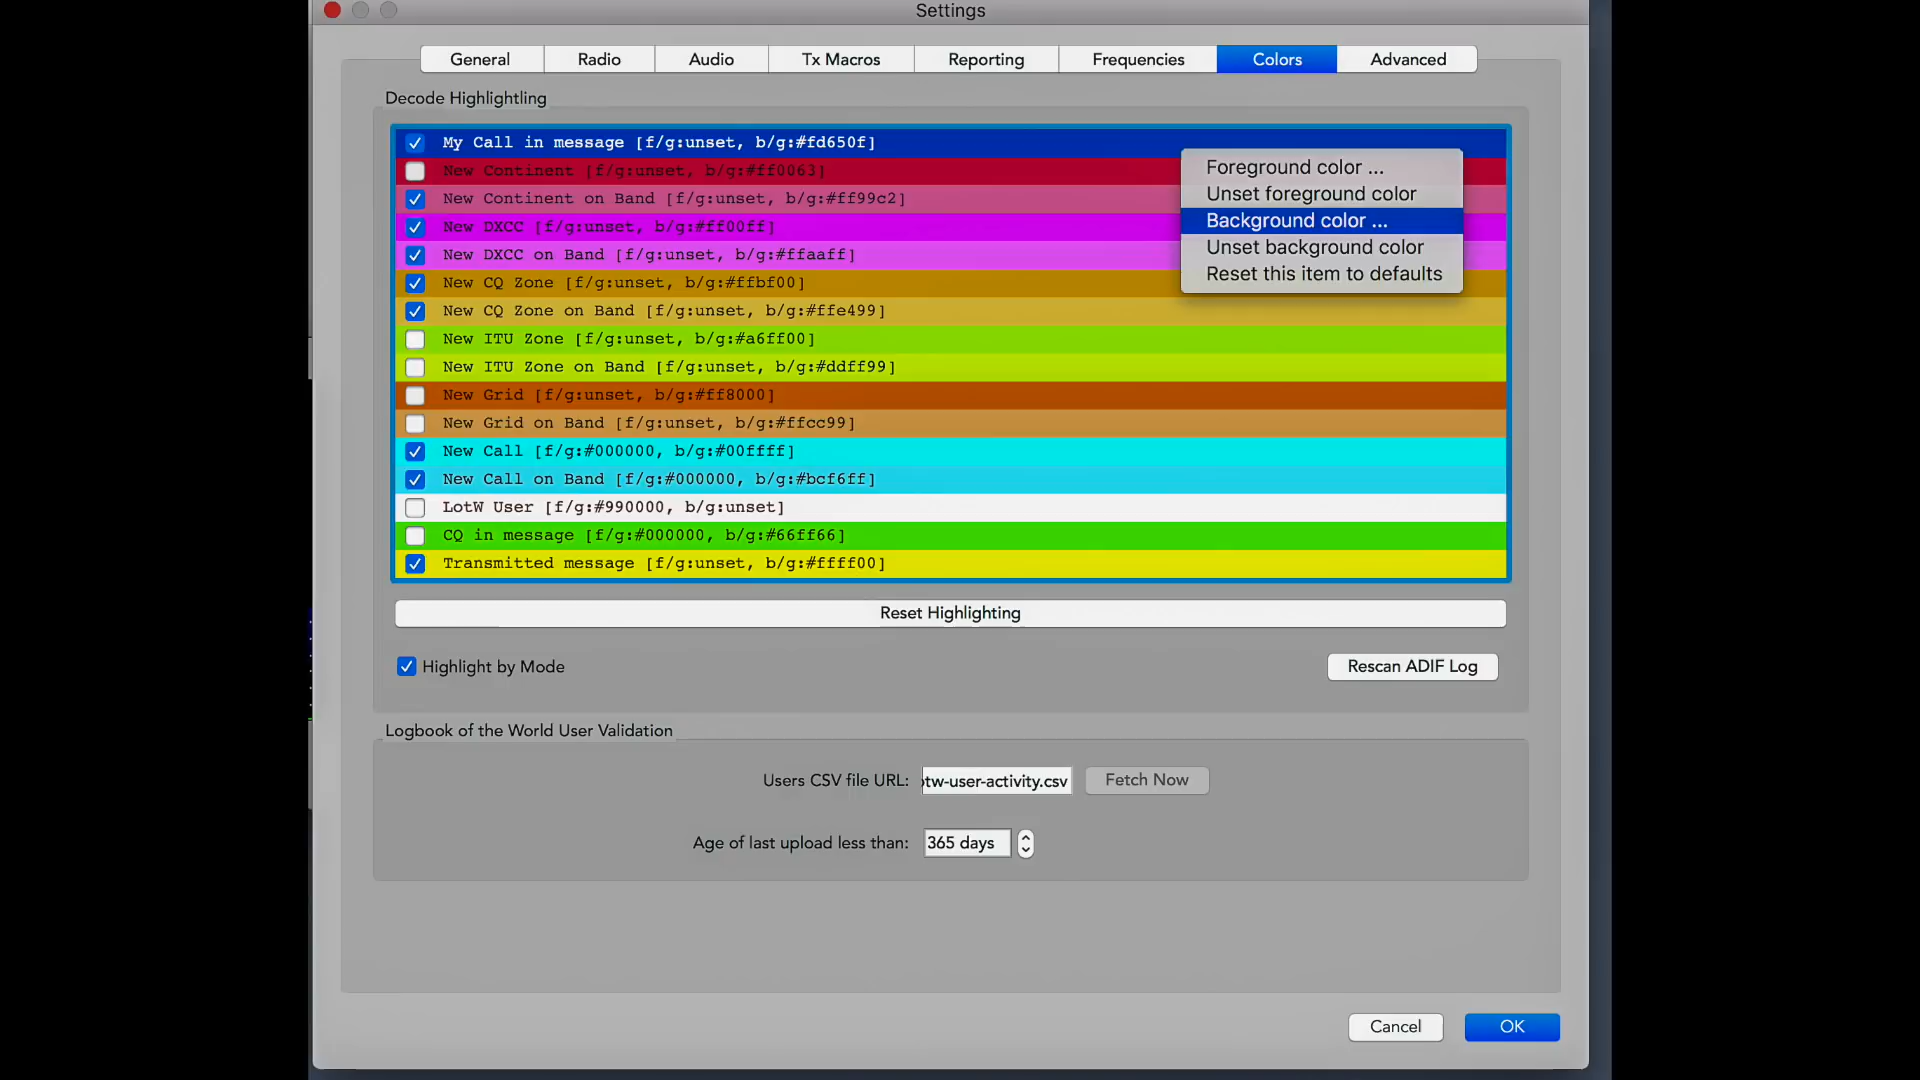 Settings
General Radio Audio Tx Macros Reporting Frequencies Colors Advanced
Decode Highlightling
My Call in message [f/g:unset, b/g:#fd650f]
New Continent [f/g:unset, b/g:#ff0063]
New Continent on Band [f/g:unset, b/g:#ff99c2]
New DXCC [f/g:unset, b/g:#ff00ff]
New DXCC on Band [f/g:unset, b/g:#ffaaff]
New CQ Zone [f/g:unset, b/g:#ffbf00]
New CQ Zone on Band [f/g:unset, b/g:#ffe499]
New ITU Zone [f/g:unset, b/g:#a6ff00]
New ITU Zone on Band [f/g:unset, b/g:#ddff99]
New Grid [f/g:unset, b/g:#ff8000]
New Grid on Band [f/g:unset, b/g:#ffcc99]
New Call [f/g:#000000, b/g:#00ffff]
New Call on Band [f/g:#000000, b/g:#bcf6ff]
LotW User [f/g:#990000, b/g:unset]
CQ in message [f/g:#000000, b/g:#66ff66]
Transmitted message [f/g:unset, b/g:#ffff00]
Foreground color ...
Unset foreground color
Background color ...
Unset background color
Reset this item to defaults
Reset Highlighting
Highlight by Mode Rescan ADIF Log
Logbook of the World User Validation
Users CSV file URL: tw-user-activity.csv Fetch Now
Age of last upload less than: 365 days
Cancel OK